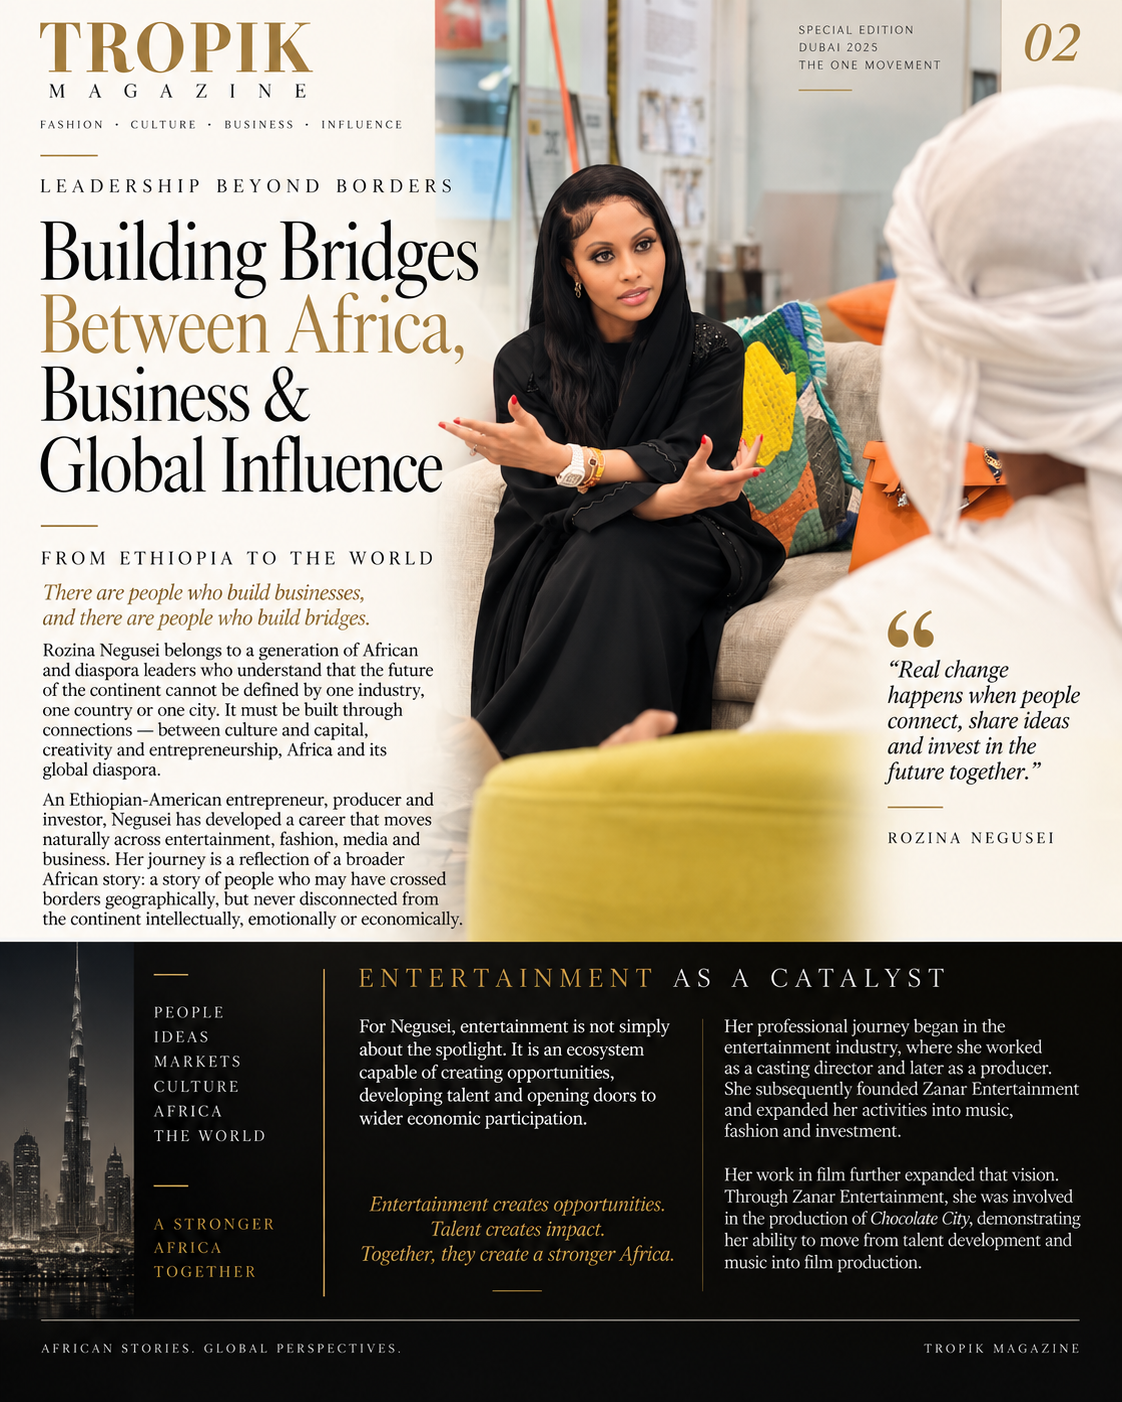 TROPIK
MAGAZINE
FASHION • CULTURE • BUSINESS • INFLUENCE
SPECIAL EDITION
DUBAI 2025
THE ONE MOVEMENT
02
LEADERSHIP BEYOND BORDERS
Building Bridges
Between Africa,
Business &
Global Influence
FROM ETHIOPIA TO THE WORLD
There are people who build businesses,
and there are people who build bridges.
Rozina Negusei belongs to a generation of African
and diaspora leaders who understand that the future
of the continent cannot be defined by one industry,
one country or one city. It must be built through
connections — between culture and capital,
creativity and entrepreneurship, Africa and its
global diaspora.
An Ethiopian-American entrepreneur, producer and
investor, Negusei has developed a career that moves
naturally across entertainment, fashion, media and
business. Her journey is a reflection of a broader
African story: a story of people who may have crossed
borders geographically, but never disconnected from
the continent intellectually, emotionally or economically.
“Real change
happens when people
connect, share ideas
and invest in the
future together.”
ROZINA NEGUSEI
PEOPLE
IDEAS
MARKETS
CULTURE
AFRICA
THE WORLD
A STRONGER
AFRICA
TOGETHER
ENTERTAINMENT AS A CATALYST
For Negusei, entertainment is not simply
about the spotlight. It is an ecosystem
capable of creating opportunities,
developing talent and opening doors to
wider economic participation.
Entertainment creates opportunities.
Talent creates impact.
Together, they create a stronger Africa.
Her professional journey began in the
entertainment industry, where she worked
as a casting director and later as a producer.
She subsequently founded Zanar Entertainment
and expanded her activities into music,
fashion and investment.
Her work in film further expanded that vision.
Through Zanar Entertainment, she was involved
in the production of Chocolate City, demonstrating
her ability to move from talent development and
music into film production.
AFRICAN STORIES. GLOBAL PERSPECTIVES.
TROPIK MAGAZINE